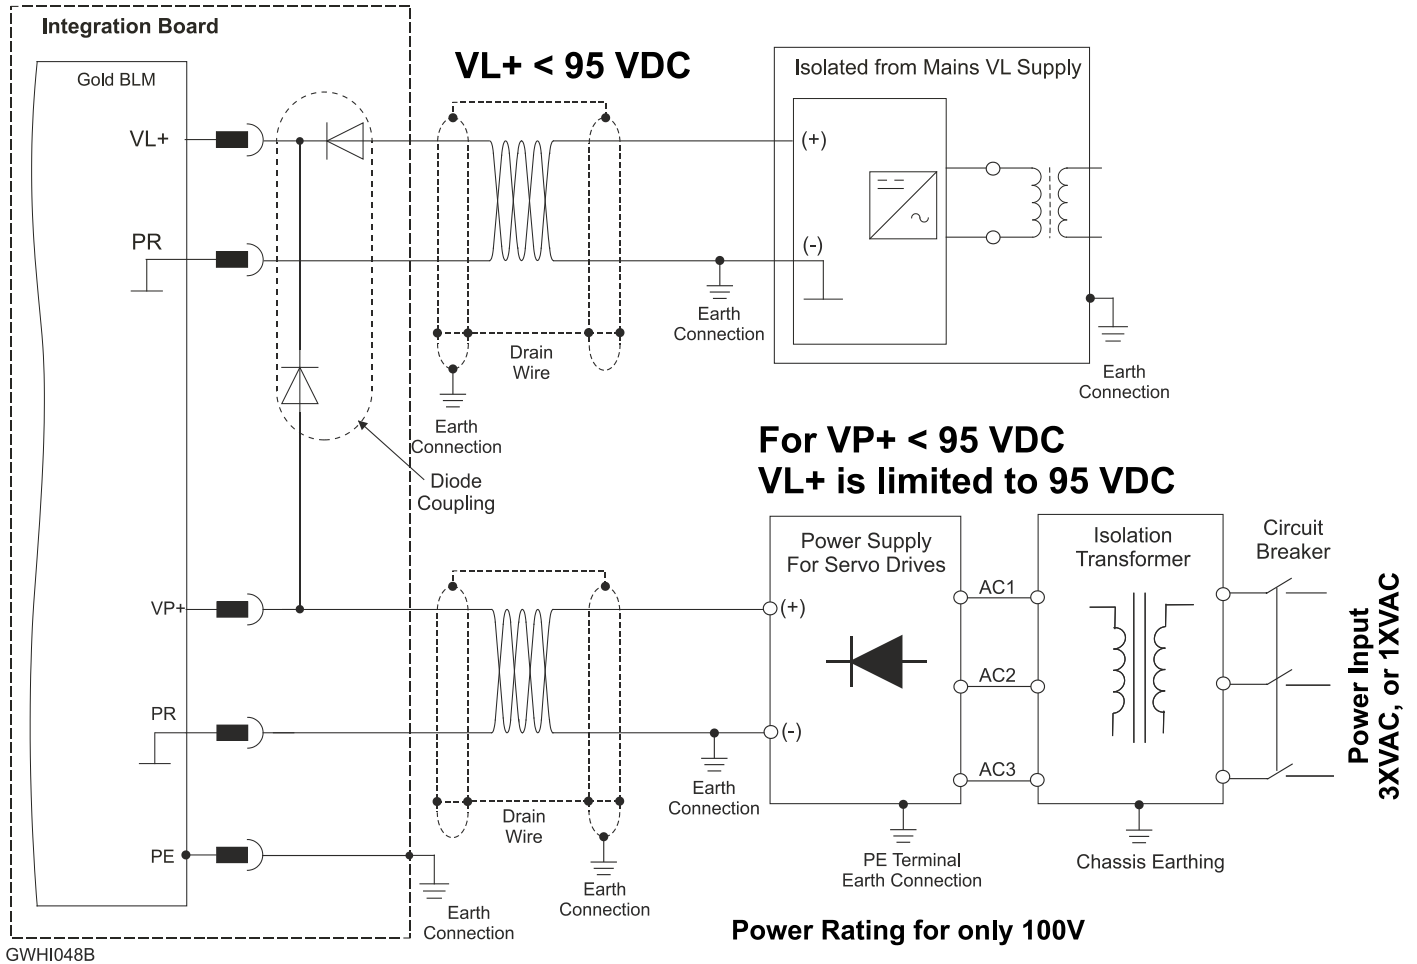 Integration Board
Gold BLM
VL+ < 95 VDC
Isolated from Mains VL Supply
VL+
(+)
PR
(-)
Earth
Connection
Drain
Wire
Earth
Connection
Earth
Connection
Diode
Coupling
For VP+ < 95 VDC
VL+ is limited to 95 VDC
Power Supply
For Servo Drives
Isolation
Transformer
Circuit
Breaker
VP+
(+)
AC1
AC2
PR
(-)
AC3
Power Input
3XVAC, or 1XVAC
Earth
Connection
Drain
Wire
PE
PE Terminal
Earth Connection
Chassis Earthing
Earth
Connection
Earth
Connection
Power Rating for only 100V
GWHI048B